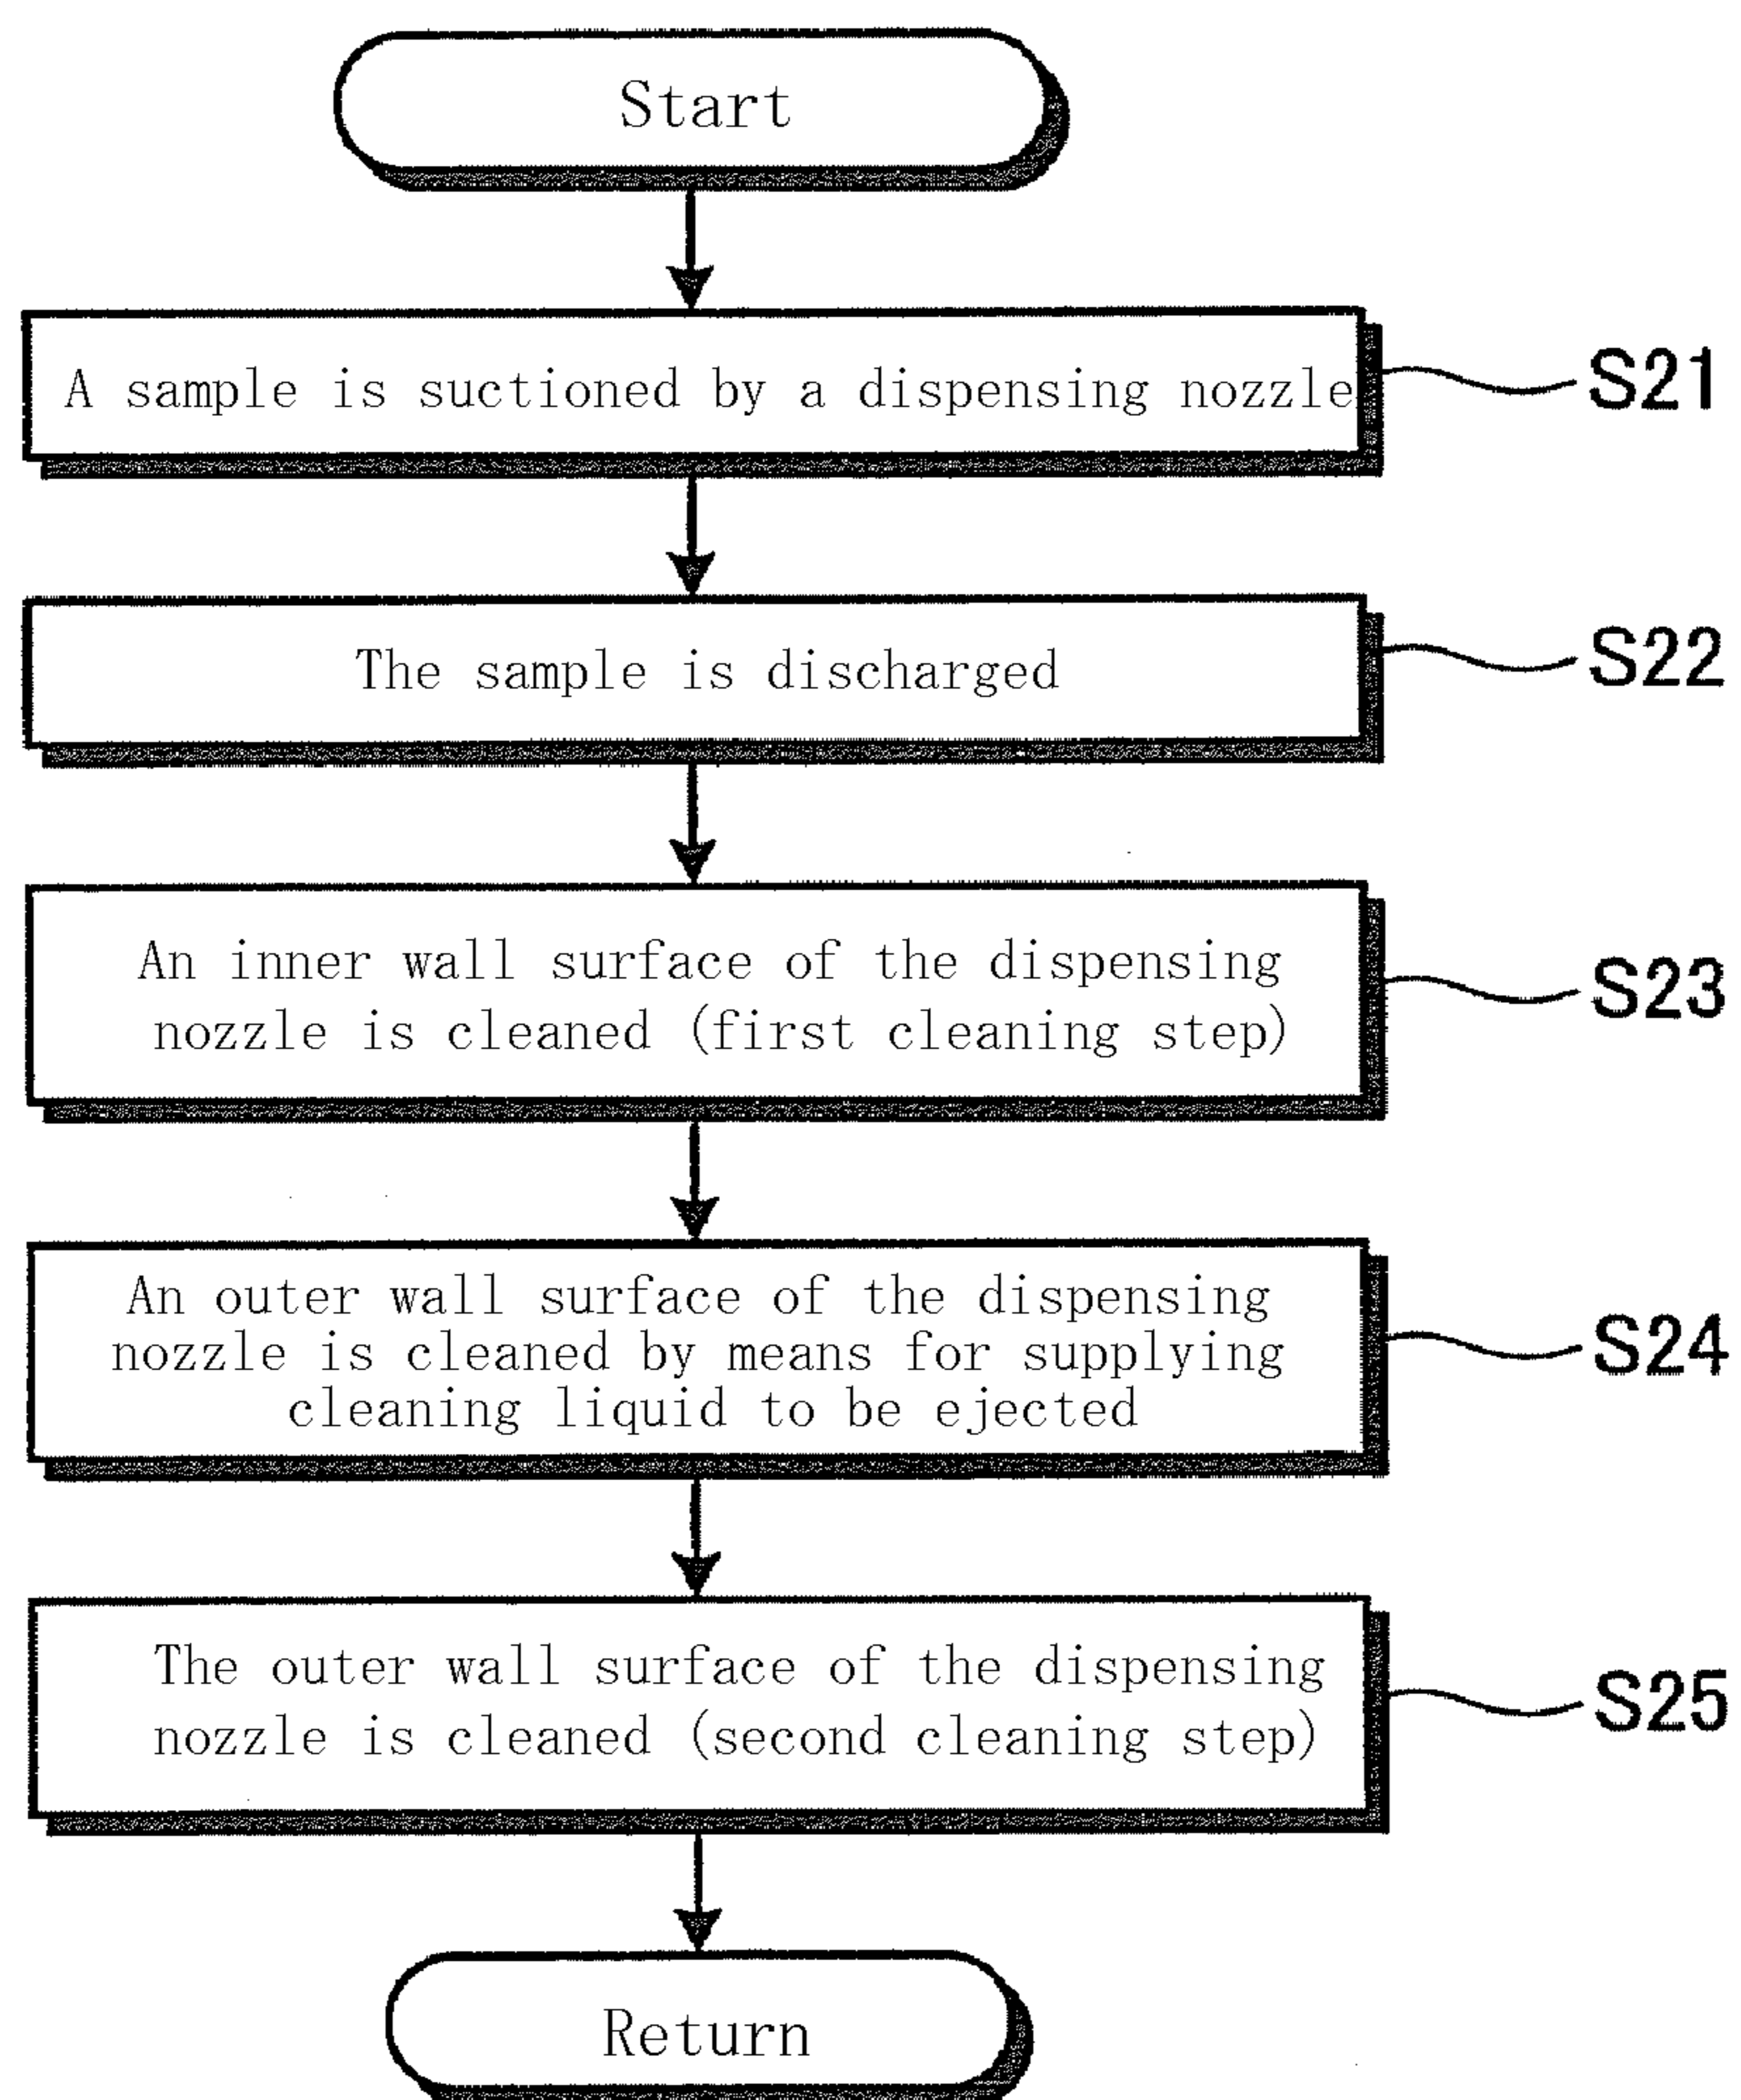 Start
A sample is suctioned by a dispensing nozzle
S21
The sample is discharged
S22
An inner wall surface of the dispensing
nozzle is cleaned (first cleaning step)
S23
An outer wall surface of the dispensing
nozzle is cleaned by means for supplying
cleaning liquid to be ejected
S24
The outer wall surface of the dispensing
nozzle is cleaned (second cleaning step)
S25
Return